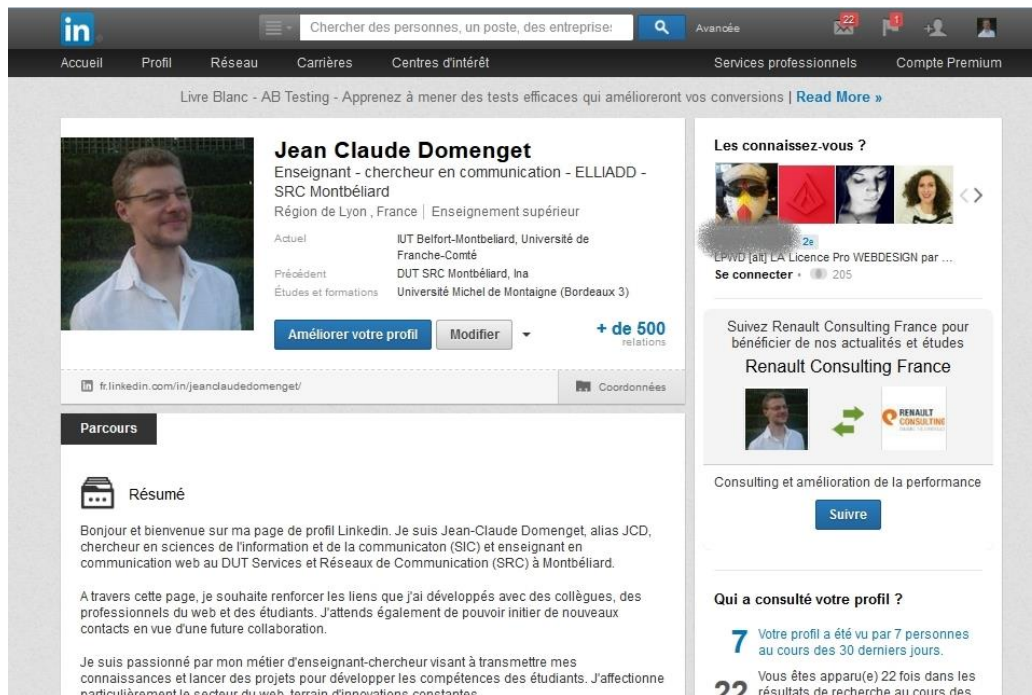 in
Chercher des personnes, un poste, des entreprise:
Avancée
22
1
Accueil
Profil
Réseau
Carrières
Centres d'intérêt
Services professionnels
Compte Premium
Livre Blanc - AB Testing - Apprenez à mener des tests efficaces qui amélioreront vos conversions | Read More »
Jean Claude Domenget
Enseignant - chercheur en communication - ELLIADD -
SRC Montbéliard
Région de Lyon , France | Enseignement supérieur
Actuel
IUT Belfort-Montbeliard, Université de
Franche-Comté
Précédent
DUT SRC Montbéliard, Ina
Études et formations
Université Michel de Montaigne (Bordeaux 3)
Améliorer votre profil
Modifier
+ de 500
relations
in fr.linkedin.com/in/jeanclaudedomenget/
Coordonnées
Parcours
Résumé
Bonjour et bienvenue sur ma page de profil Linkedin. Je suis Jean-Claude Domenget, alias JCD,
chercheur en sciences de l'information et de la communicaton (SIC) et enseignant en
communication web au DUT Services et Réseaux de Communication (SRC) à Montbéliard.
A travers cette page, je souhaite renforcer les liens que j'ai développés avec des collègues, des
professionnels du web et des étudiants. J'attends également de pouvoir initier de nouveaux
contacts en vue d'une future collaboration.
Je suis passionné par mon métier d'enseignant-chercheur visant à transmettre mes
connaissances et lancer des projets pour développer les compétences des étudiants. J'affectionne
particulièrement le secteur du web, terrain d'innovations constantes
Les connaissez-vous ?
2e
LPWD [ait] LA Licence Pro WEBDESIGN par ...
Se connecter • 205
Suivez Renault Consulting France pour
bénéficier de nos actualités et études
Renault Consulting France
RENAULT
CONSULTING
Consulting et amélioration de la performance
Suivre
Qui a consulté votre profil ?
7 Votre profil a été vu par 7 personnes
au cours des 30 derniers jours.
22 Vous êtes apparu(e) 22 fois dans les
résultats de recherche au cours des